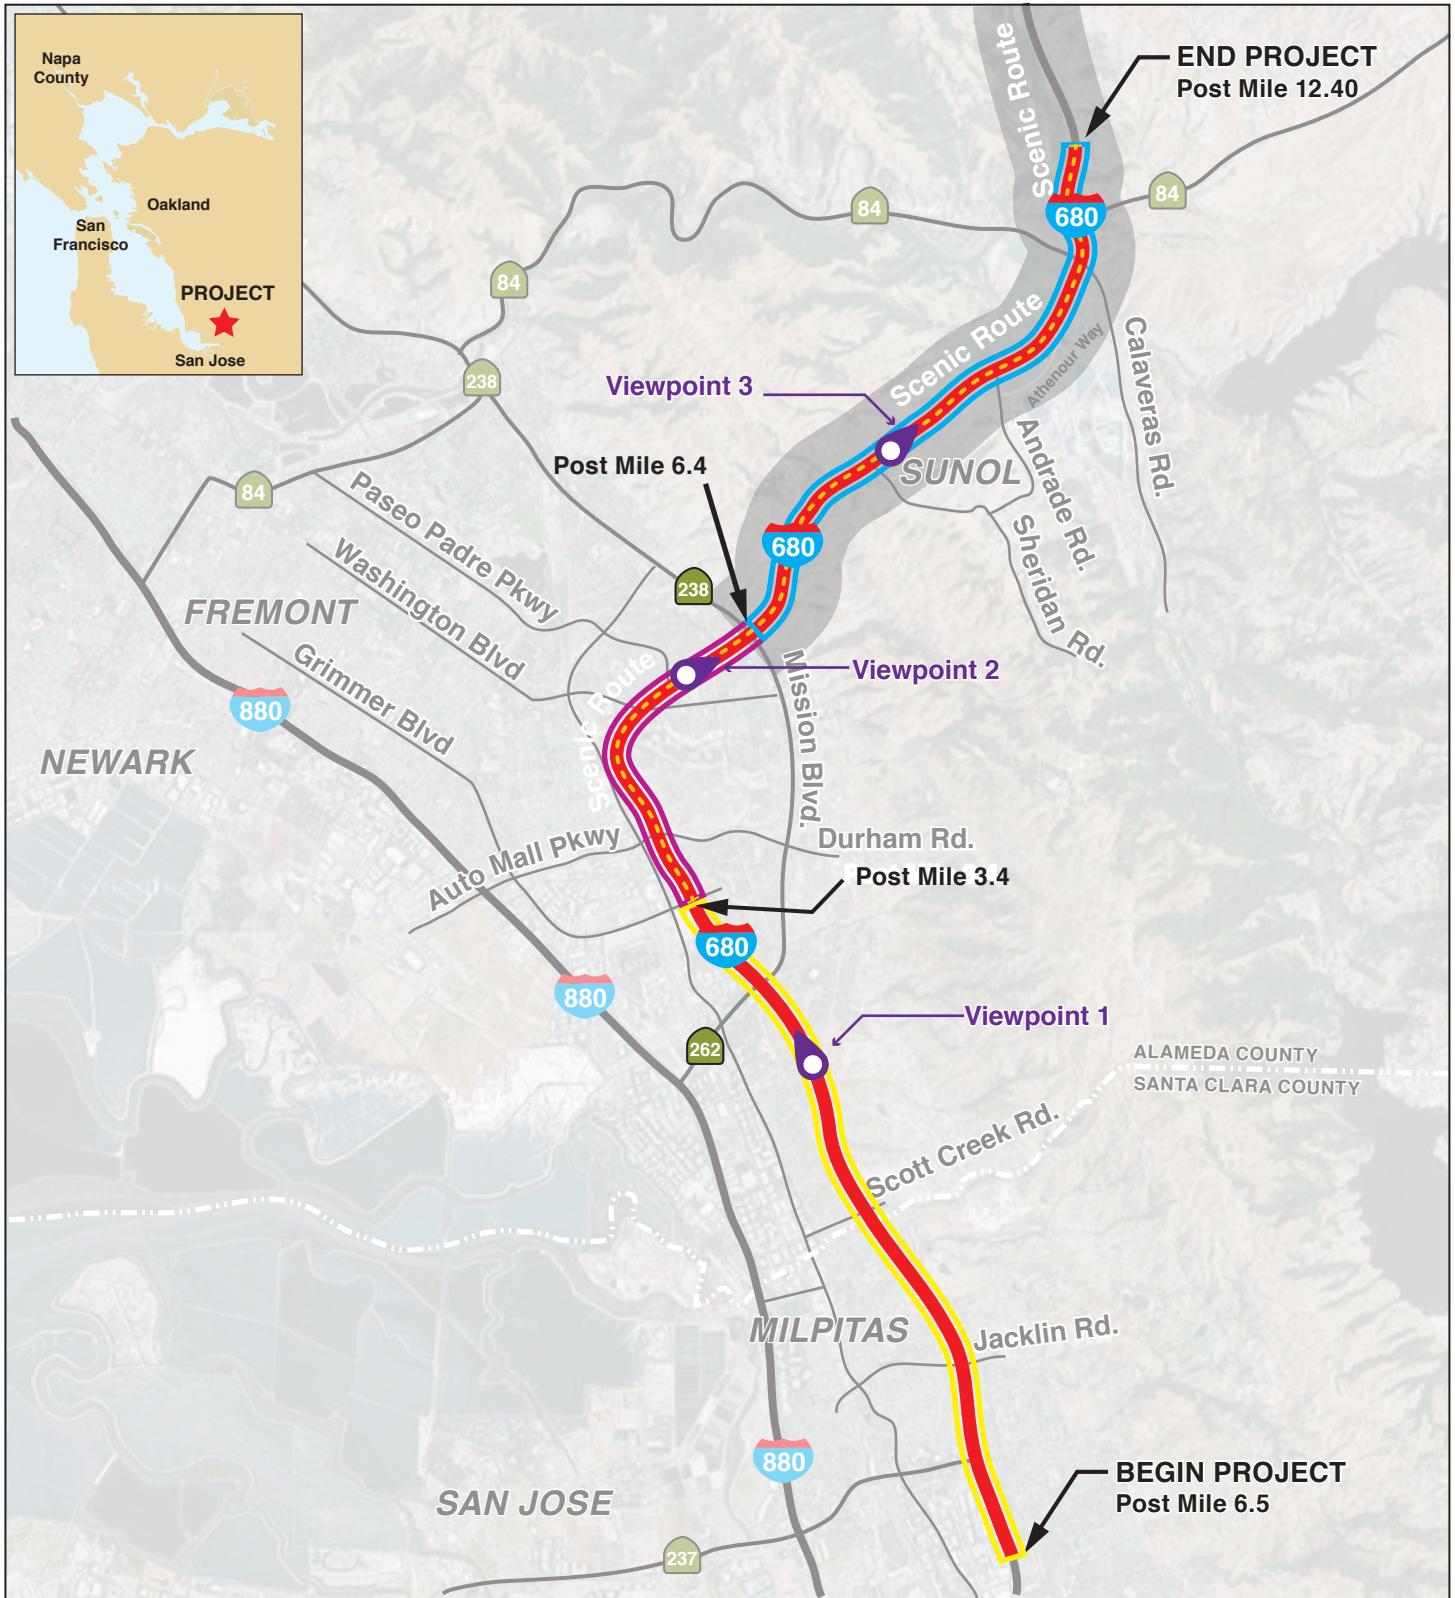 Napa
County
Oakland
San
Francisco
PROJECT
San Jose
END PROJECT
Post Mile 12.40
Scenic Route
84
680
84
84
Scenic Route
Athenour Way
Calaveras Rd.
238
Viewpoint 3
Post Mile 6.4
SUNOL
84
Andrade Rd.
Paseo Padre Pkwy
Sheridan Rd.
680
Washington Blvd
238
FREMONT
Grimmer Blvd
Scenic Route
Viewpoint 2
Mission Blvd.
880
NEWARK
Auto Mall Pkwy
Durham Rd.
Post Mile 3.4
680
880
Viewpoint 1
262
ALAMEDA COUNTY
SANTA CLARA COUNTY
Scott Creek Rd.
MILPITAS
Jacklin Rd.
880
BEGIN PROJECT
Post Mile 6.5
SAN JOSE
237